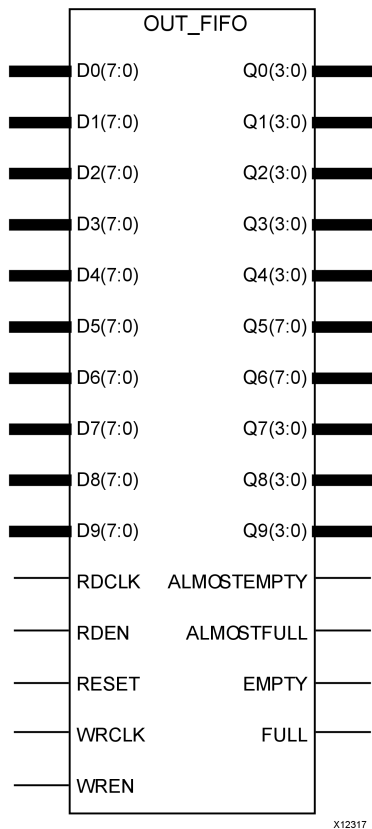 OUT_FIFO
D0(7:0) Q0(3:0)
D1(7:0) Q1(3:0)
D2(7:0) Q2(3:0)
D3(7:0) Q3(3:0)
D4(7:0) Q4(3:0)
D5(7:0) Q5(7:0)
D6(7:0) Q6(7:0)
D7(7:0) Q7(3:0)
D8(7:0) Q8(3:0)
D9(7:0) Q9(3:0)
RDCLK ALMOSTEMPTY
RDEN ALMOSTFULL
RESET EMPTY
WRCLK FULL
WREN
X12317